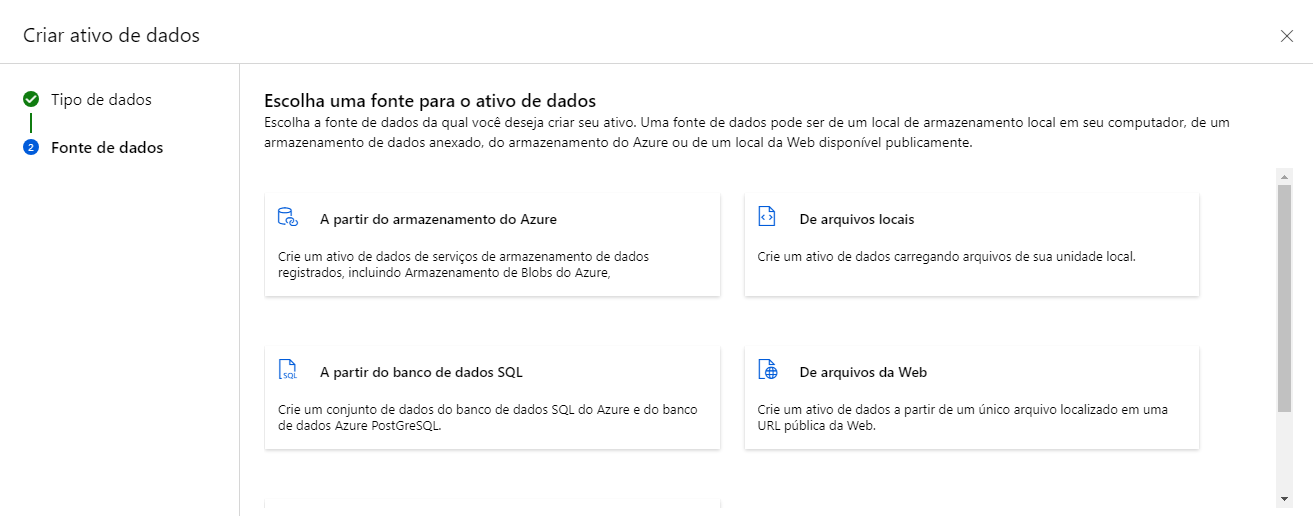 Criar ativo de dados
Tipo de dados
2
Fonte de dados
Escolha uma fonte para o ativo de dados
Escolha a fonte de dados da qual você deseja criar seu ativo. Uma fonte de dados pode ser de um local de armazenamento local em seu computador, de um
armazenamento de dados anexado, do armazenamento do Azure ou de um local da Web disponível publicamente.
A partir do armazenamento do Azure
Crie um ativo de dados de serviços de armazenamento de dados
registrados, incluindo Armazenamento de Blobs do Azure,
De arquivos locais
Crie um ativo de dados carregando arquivos de sua unidade local.
SQL
A partir do banco de dados SQL
Crie um conjunto de dados do banco de dados SQL do Azure e do banco
de dados Azure PostGreSQL.
De arquivos da Web
Crie um ativo de dados a partir de um único arquivo localizado em uma
URL pública da Web.